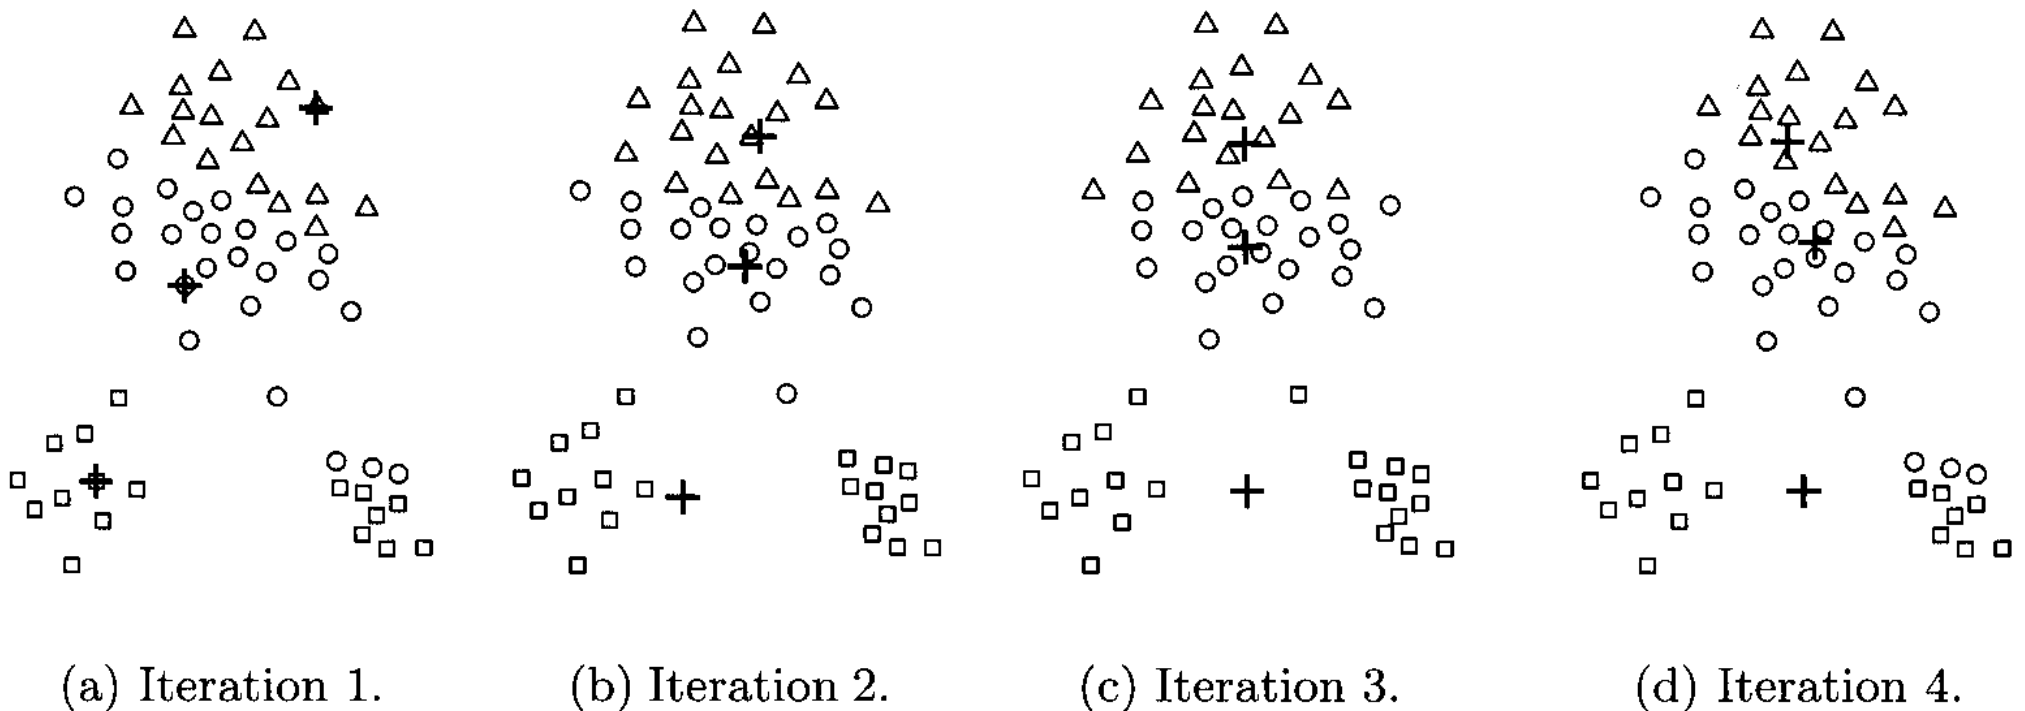 (a) Iteration 1.
(b) Iteration 2.
(c) Iteration 3.
(d) Iteration 4.